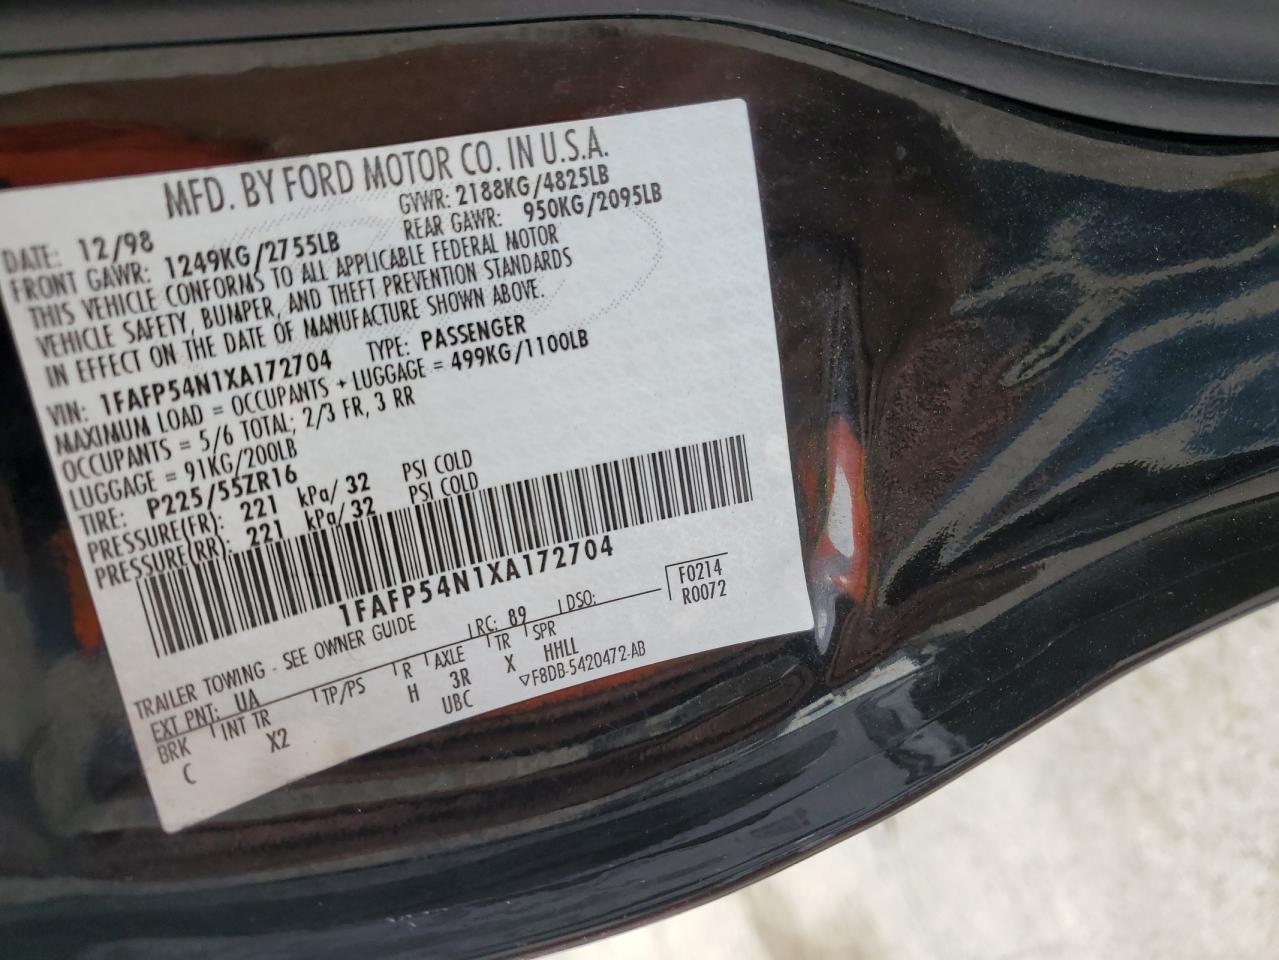 MFD. BY FORD MOTOR CO. IN U.S.A.
DATE: 12/98 GVWR: 2188KG/4825LB
FRONT GAWR: 1249KG/2755LB REAR GAWR: 950KG/2095LB
THIS VEHICLE CONFORMS TO ALL APPLICABLE FEDERAL MOTOR
VEHICLE SAFETY, BUMPER, AND THEFT PREVENTION STANDARDS
IN EFFECT ON THE DATE OF MANUFACTURE SHOWN ABOVE.
VIN: 1FAFP54N1XA172704 TYPE: PASSENGER
MAXIMUM LOAD = OCCUPANTS + LUGGAGE = 499KG/1100LB
OCCUPANTS = 5/6 TOTAL; 2/3 FR, 3 RR
LUGGAGE = 91KG/200LB
TIRE: P225/55ZR16
PRESSURE(FR): 221 kPa/32 PSI COLD
PRESSURE(RR): 221 kPa/32 PSI COLD
1FAFP54N1XA172704
TRAILER TOWING - SEE OWNER GUIDE
F0214
EXT PNT: UA RC: 89 DSO: R0072
BRK INT TR TP/PS R AXLE TR SPR
C X2 H 3R X HHLL
UBC ▽F8DB-5420472-AB